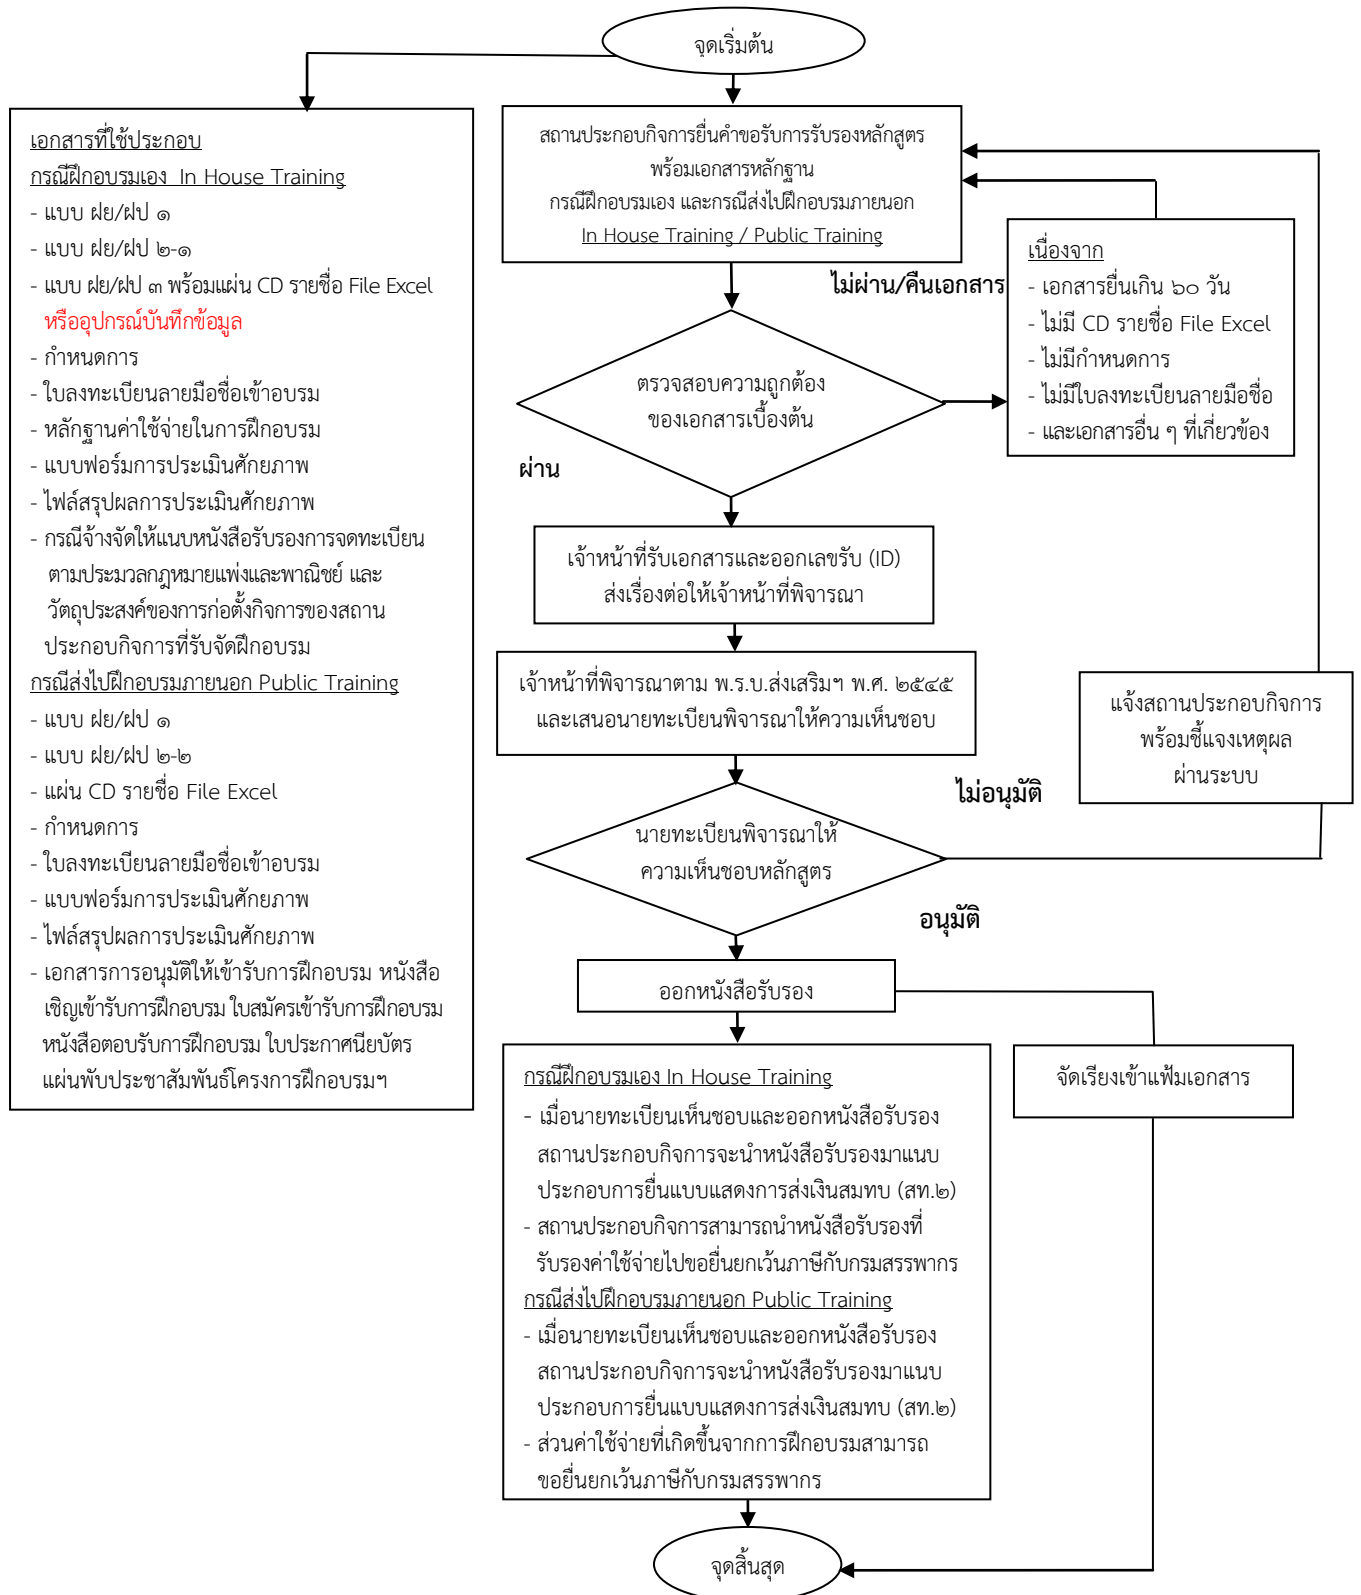 จุดเริ่มต้น
เอกสารที่ใช้ประกอบ
กรณีฝึกอบรมเอง In House Training
- แบบ ฝย/ฝป ๑
- แบบ ฝย/ฝป ๒-๑
- แบบ ฝย/ฝป ๓ พร้อมแผ่น CD รายชื่อ File Excel
หรืออุปกรณ์บันทึกข้อมูล
- กำหนดการ
- ใบลงทะเบียนลายมือชื่อเข้าอบรม
- หลักฐานค่าใช้จ่ายในการฝึกอบรม
- แบบฟอร์มการประเมินศักยภาพ
- ไฟล์สรุปผลการประเมินศักยภาพ
- กรณีจ้างจัดให้แนบหนังสือรับรองการจดทะเบียน
ตามประมวลกฎหมายแพ่งและพาณิชย์ และ
วัตถุประสงค์ของการก่อตั้งกิจการของสถาน
ประกอบกิจการที่รับจัดฝึกอบรม
กรณีส่งไปฝึกอบรมภายนอก Public Training
- แบบ ฝย/ฝป ๑
- แบบ ฝย/ฝป ๒-๒
- แผ่น CD รายชื่อ File Excel
- กำหนดการ
- ใบลงทะเบียนลายมือชื่อเข้าอบรม
- แบบฟอร์มการประเมินศักยภาพ
- ไฟล์สรุปผลการประเมินศักยภาพ
- เอกสารการอนุมัติให้เข้ารับการฝึกอบรม หนังสือ
เชิญเข้ารับการฝึกอบรม ใบสมัครเข้ารับการฝึกอบรม
หนังสือตอบรับการฝึกอบรม ใบประกาศนียบัตร
แผ่นพับประชาสัมพันธ์โครงการฝึกอบรมฯ
สถานประกอบกิจการยื่นคำขอรับการรับรองหลักสูตร
พร้อมเอกสารหลักฐาน
กรณีฝึกอบรมเอง และกรณีส่งไปฝึกอบรมภายนอก
In House Training / Public Training
ไม่ผ่าน/คืนเอกสาร
เนื่องจาก
- เอกสารยื่นเกิน ๖๐ วัน
- ไม่มี CD รายชื่อ File Excel
- ไม่มีกำหนดการ
- ไม่มีใบลงทะเบียนลายมือชื่อ
- และเอกสารอื่น ๆ ที่เกี่ยวข้อง
ตรวจสอบความถูกต้อง
ของเอกสารเบื้องต้น
ผ่าน
เจ้าหน้าที่รับเอกสารและออกเลขรับ (ID)
ส่งเรื่องต่อให้เจ้าหน้าที่พิจารณา
เจ้าหน้าที่พิจารณาตาม พ.ร.บ.ส่งเสริมฯ พ.ศ. ๒๕๔๕
และเสนอนายทะเบียนพิจารณาให้ความเห็นชอบ
แจ้งสถานประกอบกิจการ
พร้อมชี้แจงเหตุผล
ผ่านระบบ
ไม่อนุมัติ
นายทะเบียนพิจารณาให้
ความเห็นชอบหลักสูตร
อนุมัติ
ออกหนังสือรับรอง
จัดเรียงเข้าแฟ้มเอกสาร
กรณีฝึกอบรมเอง In House Training
- เมื่อนายทะเบียนเห็นชอบและออกหนังสือรับรอง
สถานประกอบกิจการจะนำหนังสือรับรองมาแนบ
ประกอบการยื่นแบบแสดงการส่งเงินสมทบ (สท.๒)
- สถานประกอบกิจการสามารถนำหนังสือรับรองที่
รับรองค่าใช้จ่ายไปขอยื่นยกเว้นภาษีกับกรมสรรพากร
กรณีส่งไปฝึกอบรมภายนอก Public Training
- เมื่อนายทะเบียนเห็นชอบและออกหนังสือรับรอง
สถานประกอบกิจการจะนำหนังสือรับรองมาแนบ
ประกอบการยื่นแบบแสดงการส่งเงินสมทบ (สท.๒)
- ส่วนค่าใช้จ่ายที่เกิดขึ้นจากการฝึกอบรมสามารถ
ขอยื่นยกเว้นภาษีกับกรมสรรพากร
จุดสิ้นสุด